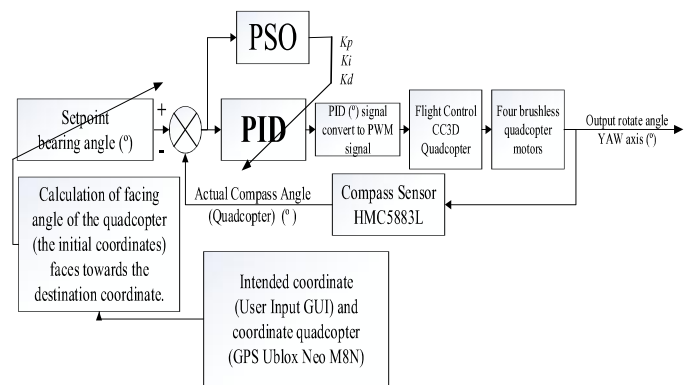 PSO
Kp
Ki
Kd
Setpoint
bearing angle (º)
+
-
PID
PID (º) signal
convert to PWM
signal
Flight Control
CC3D
Quadcopter
Four brushless
quadcopter
motors
Output rotate angle
YAW axis (º)
Actual Compass Angle
(Quadcopter) (º )
Compass Sensor
HMC5883L
Calculation of facing
angle of the quadcopter
(the initial coordinates)
faces towards the
destination coordinate.
Intended coordinate
(User Input GUI) and
coordinate quadcopter
(GPS Ublox Neo M8N)